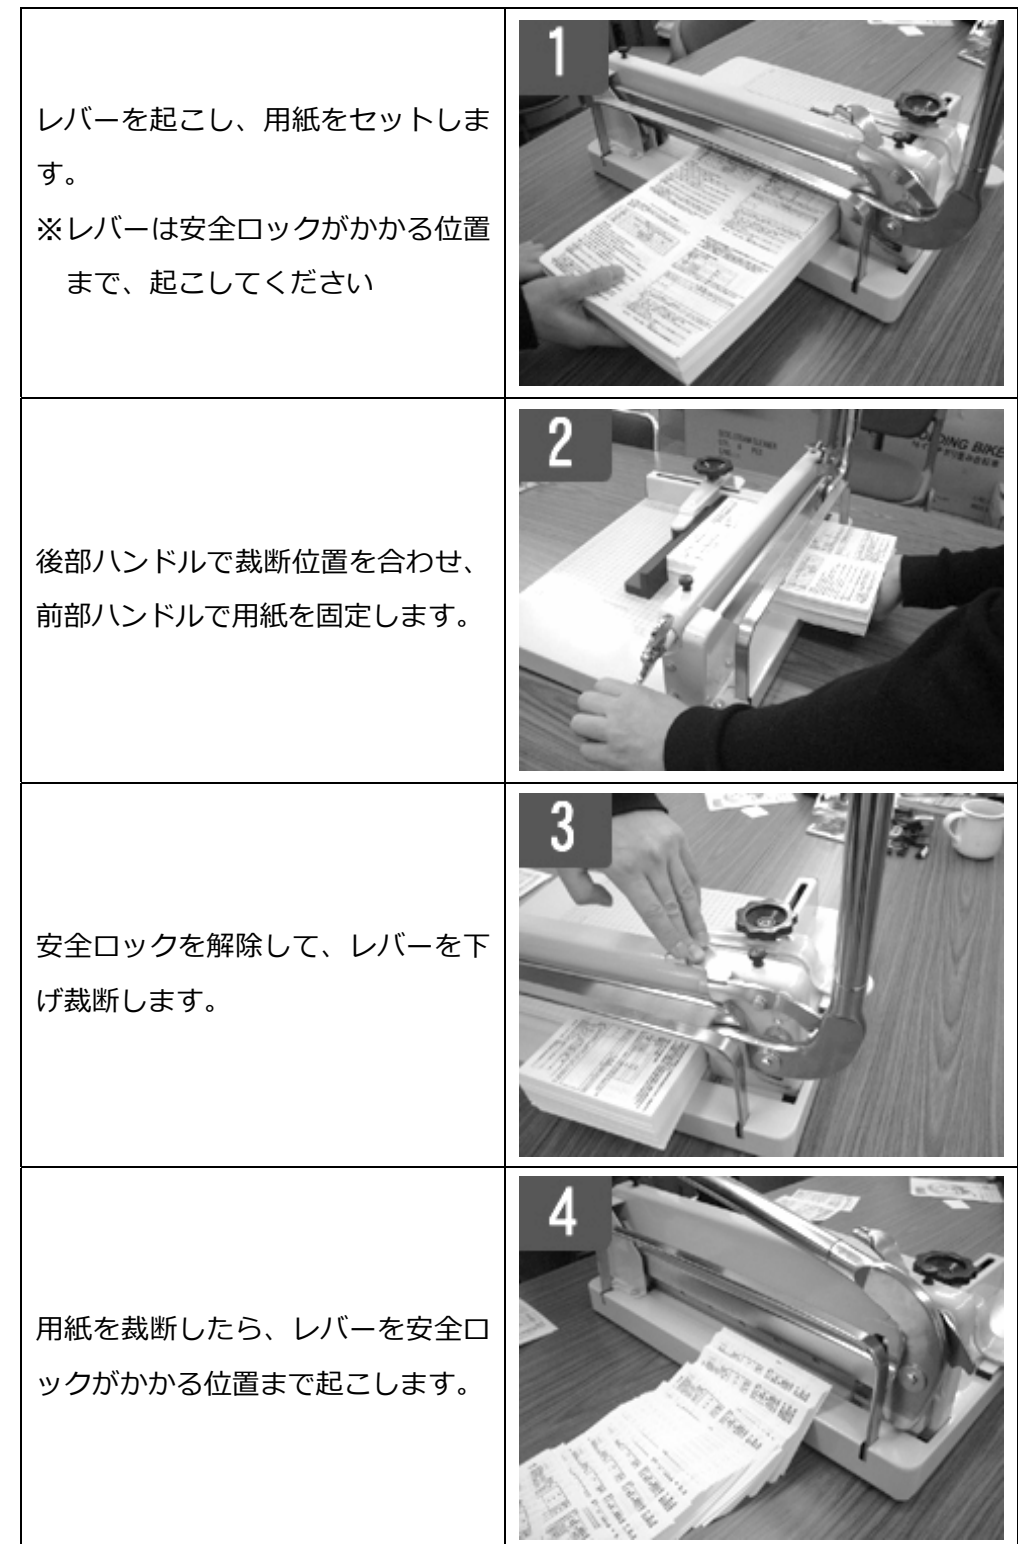 レバーを起こし、用紙をセットしま
す。
※レバーは安全ロックがかかる位置
まで、起こしてください
1
後部ハンドルで裁断位置を合わせ、
前部ハンドルで用紙を固定します。
2
安全ロックを解除して、レバーを下
げ裁断します。
3
用紙を裁断したら、レバーを安全ロ
ックがかかる位置まで起こします。
4